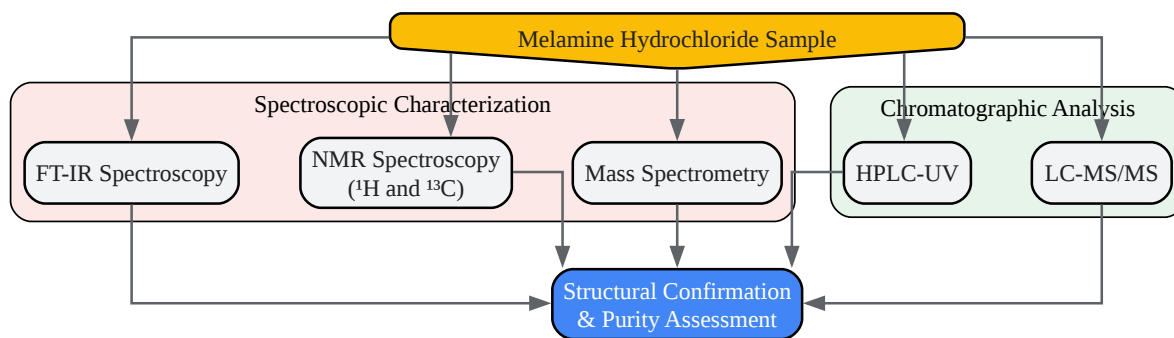 Melamine Hydrochloride Sample
Spectroscopic Characterization
Chromatographic Analysis
FT-IR Spectroscopy
NMR Spectroscopy
(¹H and ¹³C)
Mass Spectrometry
HPLC-UV
LC-MS/MS
Structural Confirmation
& Purity Assessment